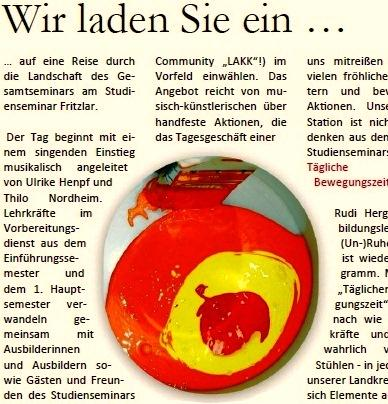 Wir laden Sie ein …
… auf eine Reise durch
die Landschaft des Ge-
samtseminars am Studi-
enseminar Fritzlar.
Der Tag beginnt mit ei-
nem singenden Einstieg
musikalisch angeleitet
von Ulrike Henpf und
Thilo Nordheim.
Lehrkräfte im
Vorbereitungs-
dienst aus dem
Einführungsse-
mester und
dem 1. Haupt-
semester ver-
wandeln ge-
meinsam mit
Ausbilderinnen
und Ausbildern so-
wie Gästen und Freun-
den des Studienseminars
Community „LAKK“!) im
Vorfeld einwählen. Das
Angebot reicht von mu-
sisch-künstlerischen über
handfeste Aktionen, die
das Tagesgeschäft einer
uns mitreißen
vielen fröhliche
tern und bew
Aktionen. Uns
Station ist nich
denken aus den
Studienseminars
Tägliche
Bewegungszeit
Rudi Herg
bildungslei
(Un-)Ruhe
ist wieder
gramm. M
„Täglichen
gungszeit“
nach wie
kräfte und
wahrlich v
Stühlen - in jed
unserer Landkre
sich Elemente a